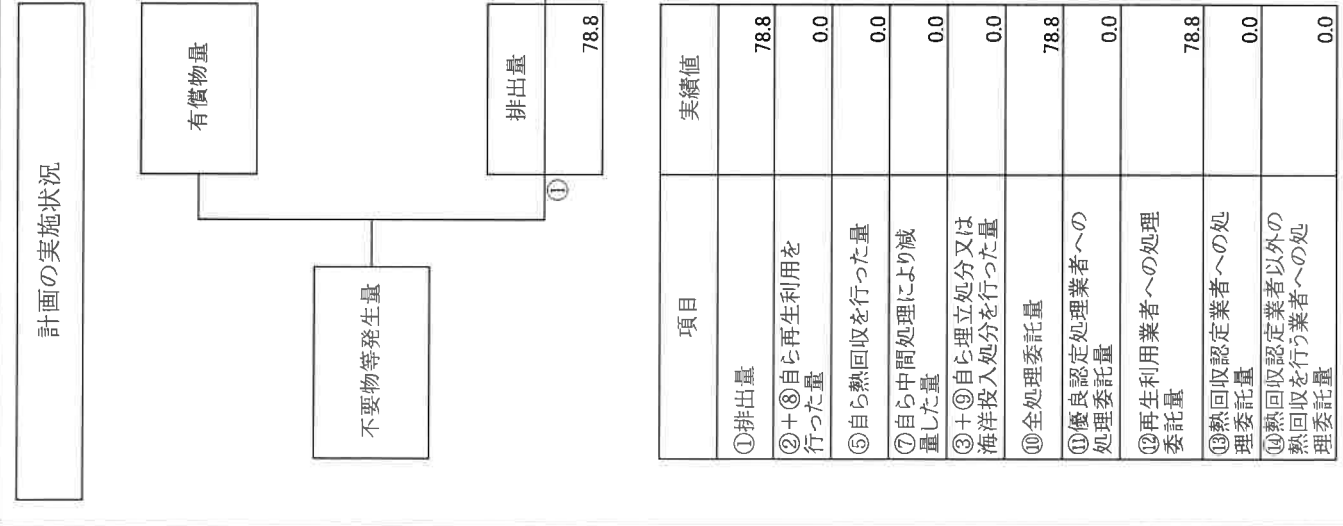 計画の実施状況
有償物量
不要物等発生量
排出量
①
78.8
項目
実績値
①排出量
78.8
②+⑧自ら再生利用を
行った量
0.0
⑤自ら熱回収を行った量
0.0
⑦自ら中間処理により減
量した量
0.0
③+⑨自ら埋立処分又は
海洋投入処分を行った量
0.0
⑩全処理委託量
78.8
⑪優良認定処理業者への
処理委託量
0.0
⑫再生利用業者への処理
委託量
78.8
⑬熱回収認定業者への処
理委託量
0.0
⑭熱回収認定業者以外の
熱回収を行う業者への処
理委託量
0.0